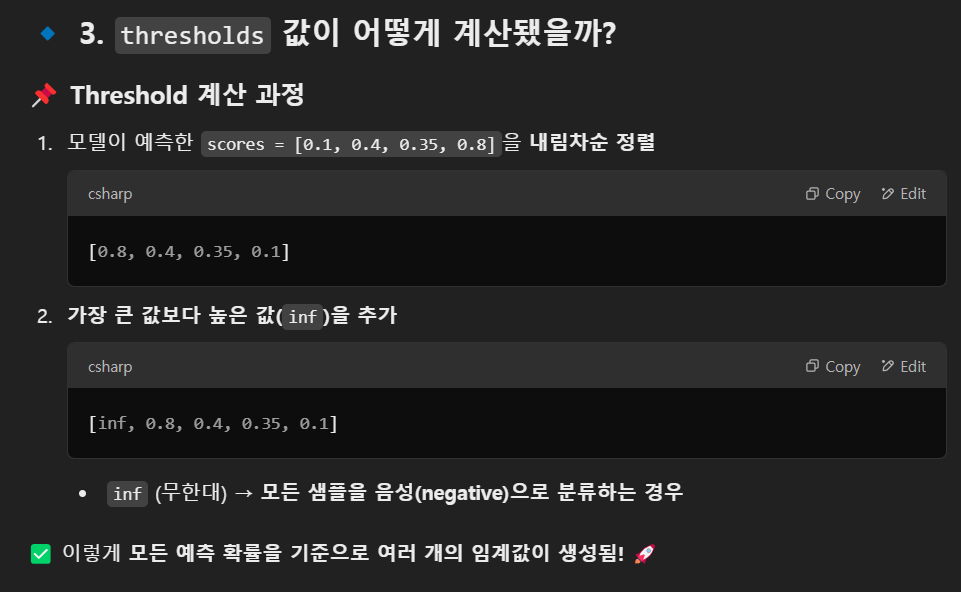 🔹 3. thresholds 값이 어떻게 계산됐을까?
📌 Threshold 계산 과정
1. 모델이 예측한 scores = [0.1, 0.4, 0.35, 0.8]을 내림차순 정렬
csharp Copy Edit
[0.8, 0.4, 0.35, 0.1]
2. 가장 큰 값보다 높은 값(inf)을 추가
csharp Copy Edit
[inf, 0.8, 0.4, 0.35, 0.1]
• inf (무한대) → 모든 샘플을 음성(negative)으로 분류하는 경우
✅ 이렇게 모든 예측 확률을 기준으로 여러 개의 임계값이 생성됨! 🚀